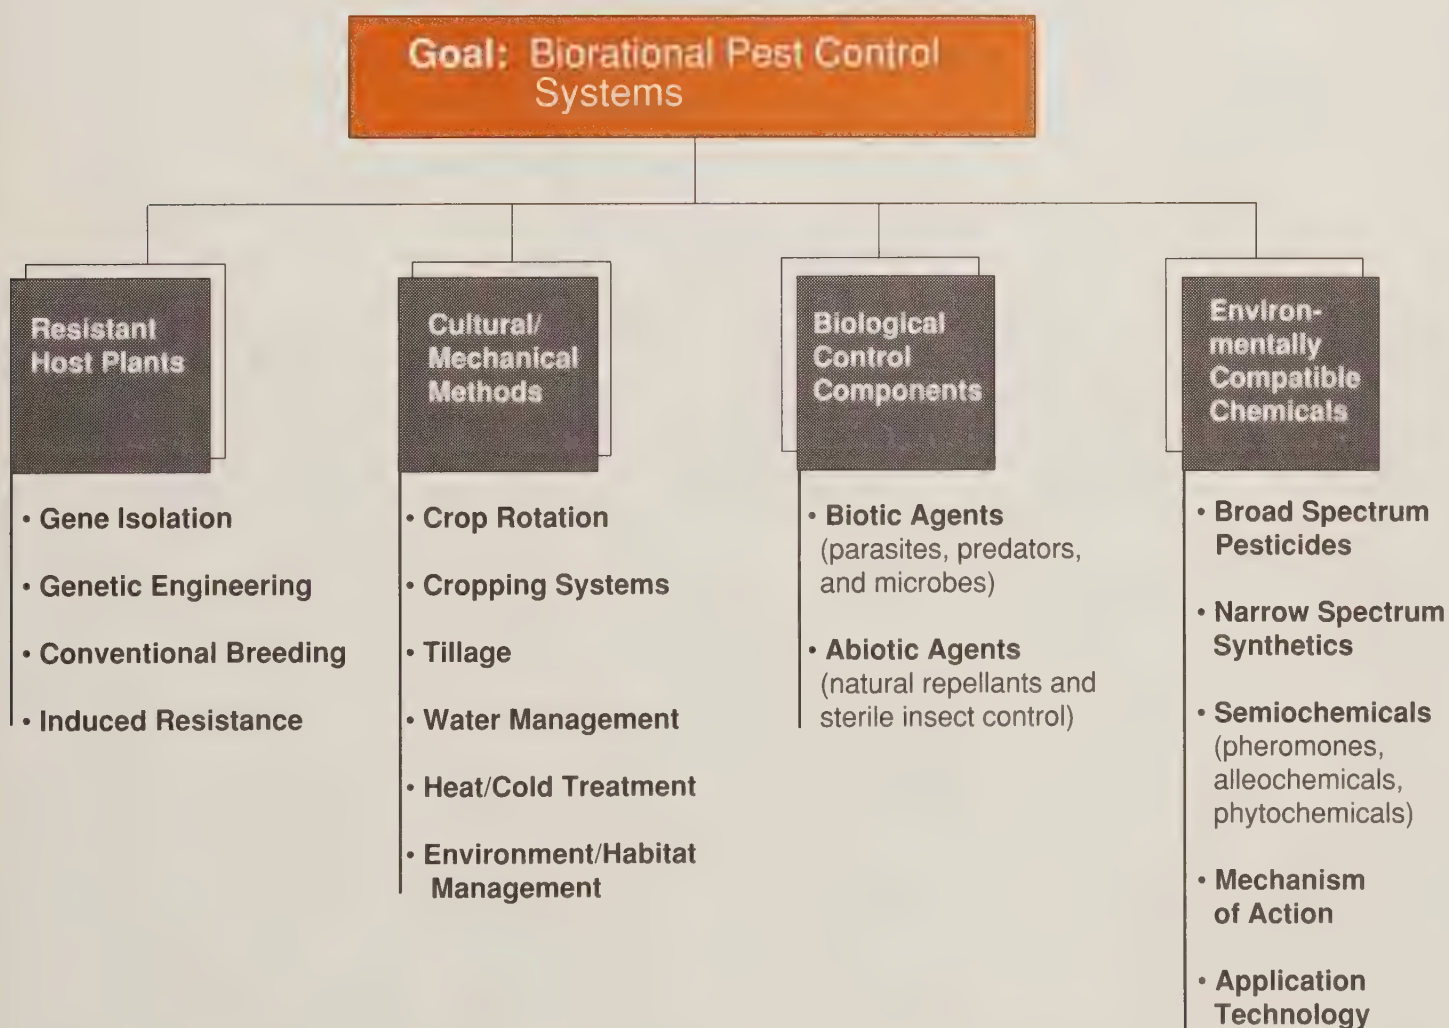 Goal: Biorational Pest Control
Systems
Resistant
Host Plants
• Gene Isolation
• Genetic Engineering
• Conventional Breeding
• Induced Resistance
Cultural/
Mechanical
Methods
• Crop Rotation
• Cropping Systems
• Tillage
• Water Management
• Heat/Cold Treatment
• Environment/Habitat
Management
Biological
Control
Components
• Biotic Agents
(parasites, predators,
and microbes)
• Abiotic Agents
(natural repellants and
sterile insect control)
Environ-
mentally
Compatible
Chemicals
• Broad Spectrum
Pesticides
• Narrow Spectrum
Synthetics
• Semiochemicals
(pheromones,
alleochemicals,
phytochemicals)
• Mechanism
of Action
• Application
Technology